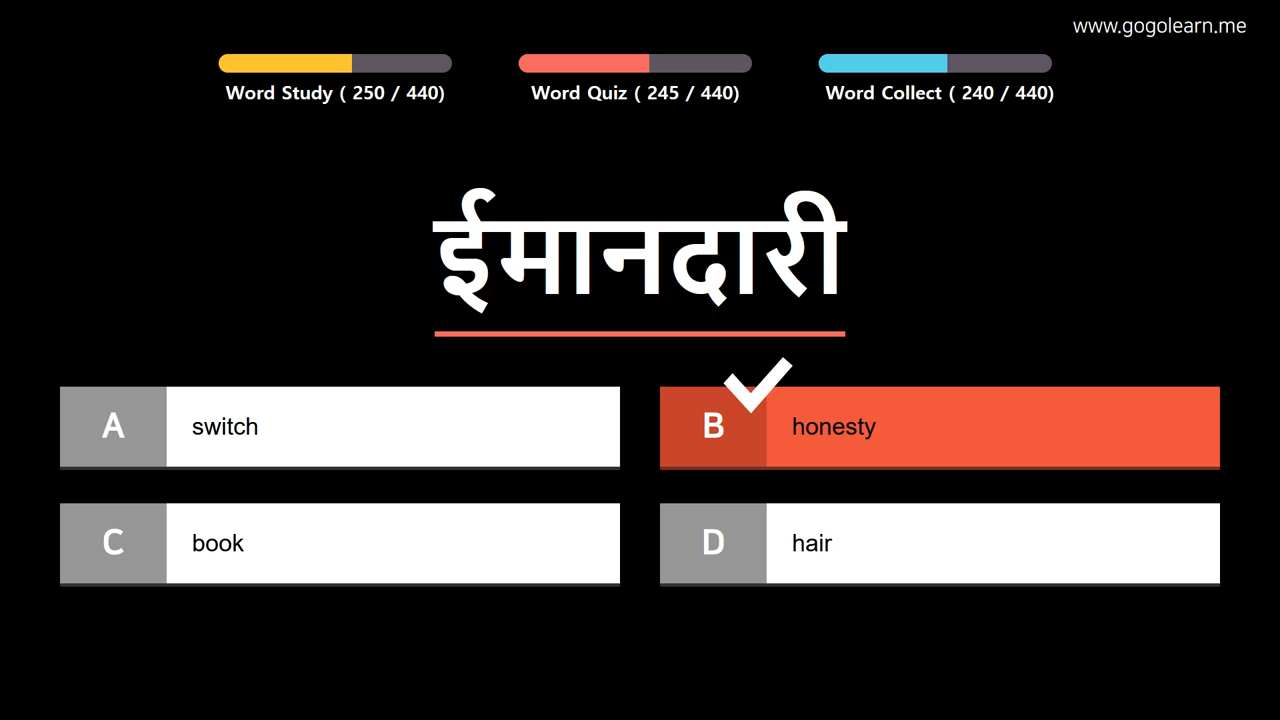 www.gogolearn.me
Word Study ( 250 / 440)
Word Quiz ( 245 / 440)
Word Collect ( 240 / 440)
ईमानदारी
A switch
B honesty
C book
D hair